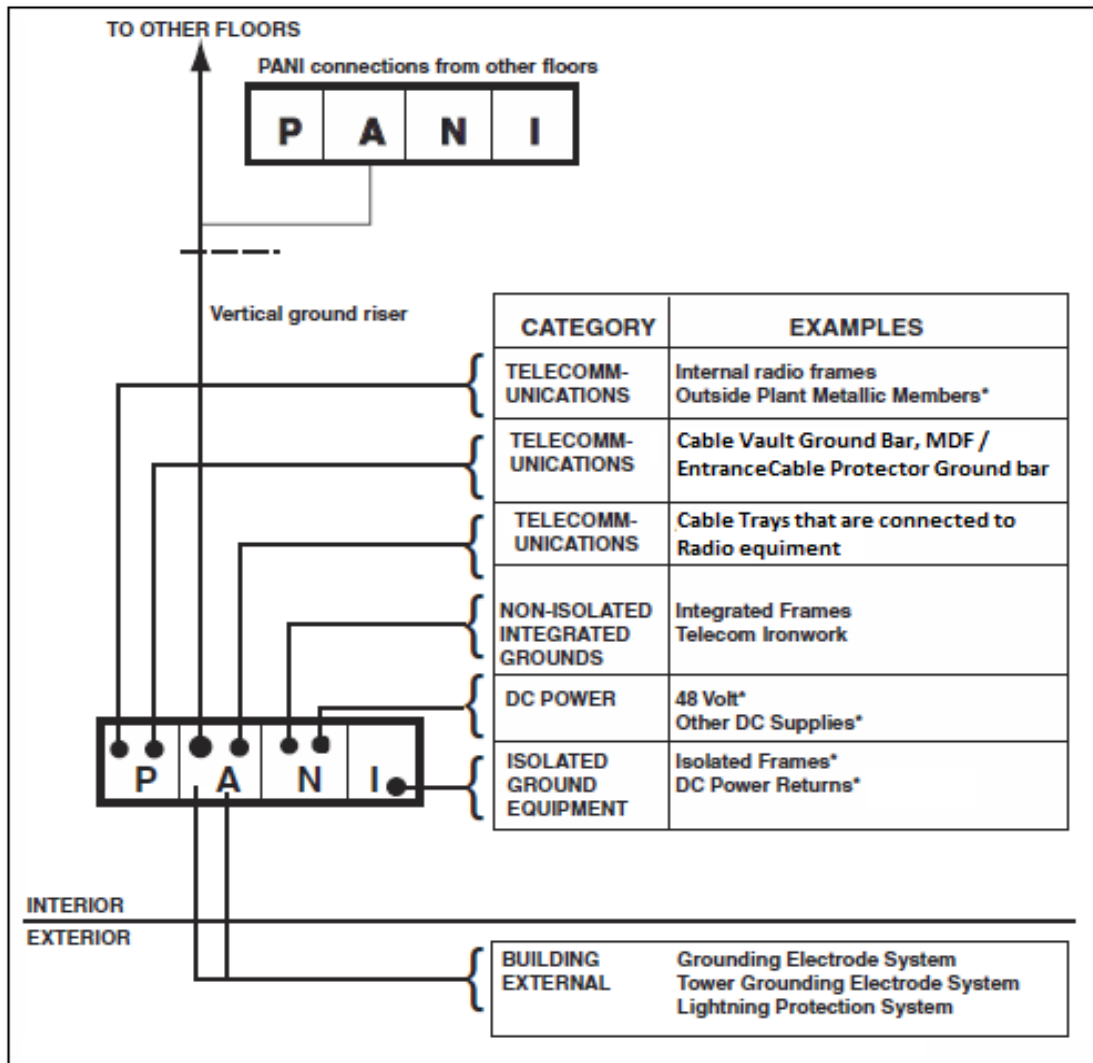 TO OTHER FLOORS
PANI connections from other floors
P A N I
Vertical ground riser
CATEGORY EXAMPLES
TELECOMM-
UNICATIONS
Internal radio frames
Outside Plant Metallic Members*
TELECOMM-
UNICATIONS
Cable Vault Ground Bar, MDF /
EntranceCable Protector Ground bar
TELECOMM-
UNICATIONS
Cable Trays that are connected to
Radio equiment
NON-ISOLATED
INTEGRATED
GROUNDS
Integrated Frames
Telecom Ironwork
DC POWER
48 Volt*
Other DC Supplies*
ISOLATED
GROUND
EQUIPMENT
Isolated Frames*
DC Power Returns*
P A N I
INTERIOR
EXTERIOR
BUILDING
EXTERNAL
Grounding Electrode System
Tower Grounding Electrode System
Lightning Protection System